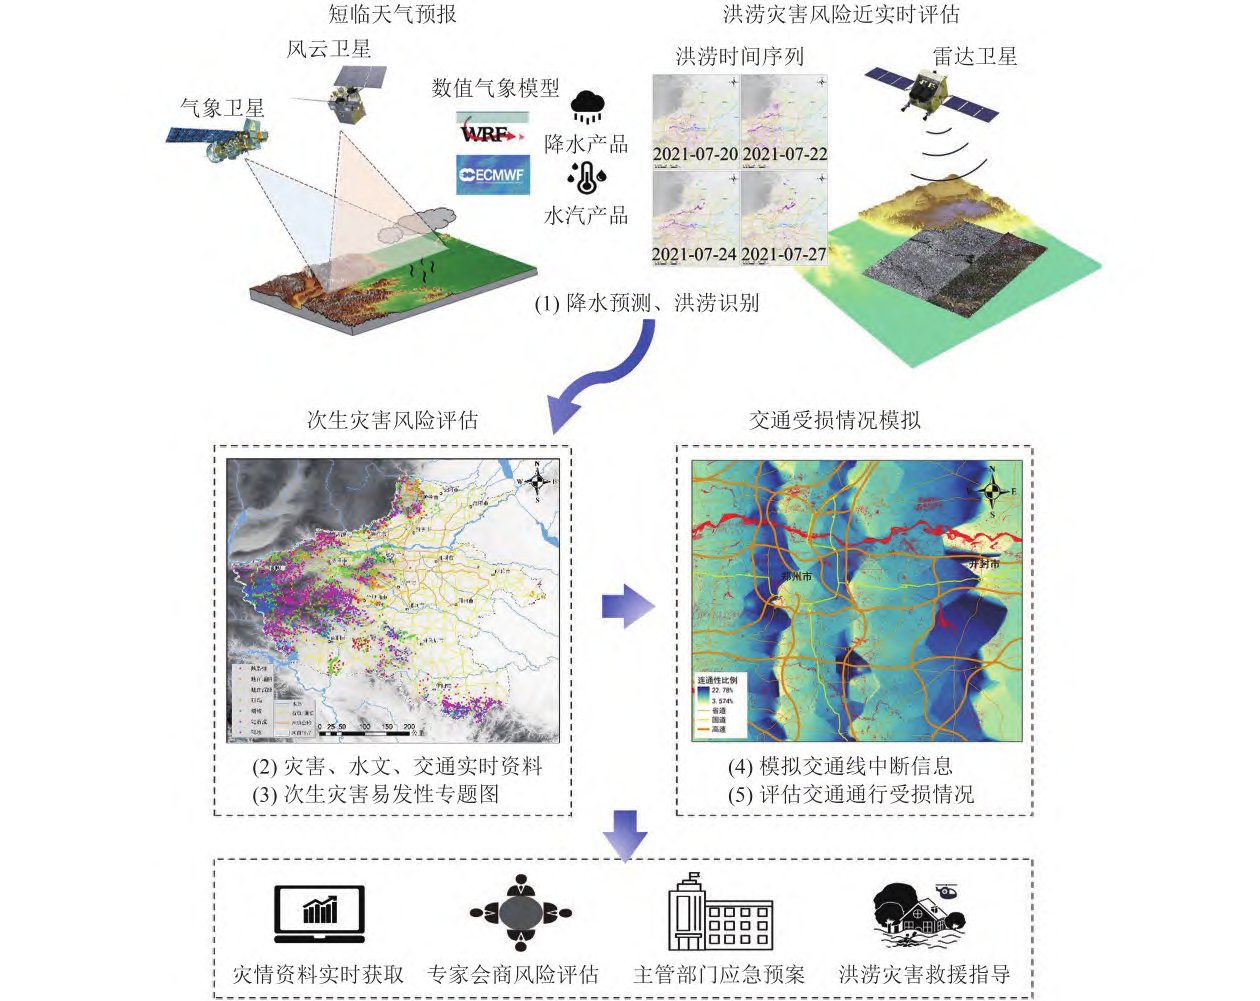 短临天气预报
洪涝灾害风险近实时评估
风云卫星
气象卫星
数值气象模型
WRF
ECMWF
降水产品
水汽产品
洪涝时间序列
2021-07-20
2021-07-22
2021-07-24
2021-07-27
雷达卫星
(1) 降水预测、洪涝识别
次生灾害风险评估
交通受损情况模拟
N
W
E
S
0 25 50 100 150 200
公里
N
W
E
S
郑州市
开封市
连通性比例
22.78%
3.574%
省道
国道
高速
(2) 灾害、水文、交通实时资料
(3) 次生灾害易发性专题图
(4) 模拟交通线中断信息
(5) 评估交通通行受损情况
灾情资料实时获取
专家会商风险评估
主管部门应急预案
洪涝灾害救援指导